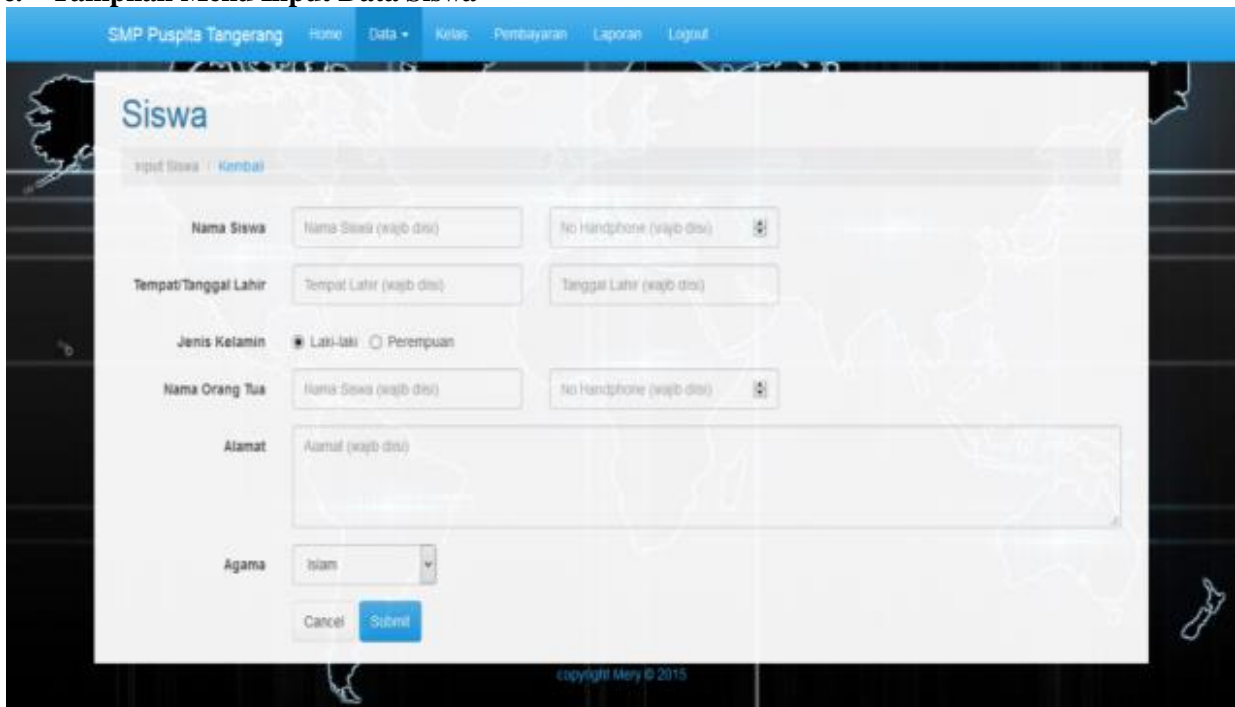 Tampilan Menu Input Data Siswa
SMP Puspita Tangerang Home Data Kelas Pembayaran Laporan Logout
Siswa
Input Siswa / Kembali
Nama Siswa Nama Siswa (wajib diisi) No Handphone (wajib diisi)
Tempat/Tanggal Lahir Tempat Lahir (wajib diisi) Tanggal Lahir (wajib diisi)
Jenis Kelamin Laki-laki Perempuan
Nama Orang Tua Nama Siswa (wajib diisi) No Handphone (wajib diisi)
Alamat Alamat (wajib diisi)
Agama Islam
Cancel Submit
copyright Mery © 2015